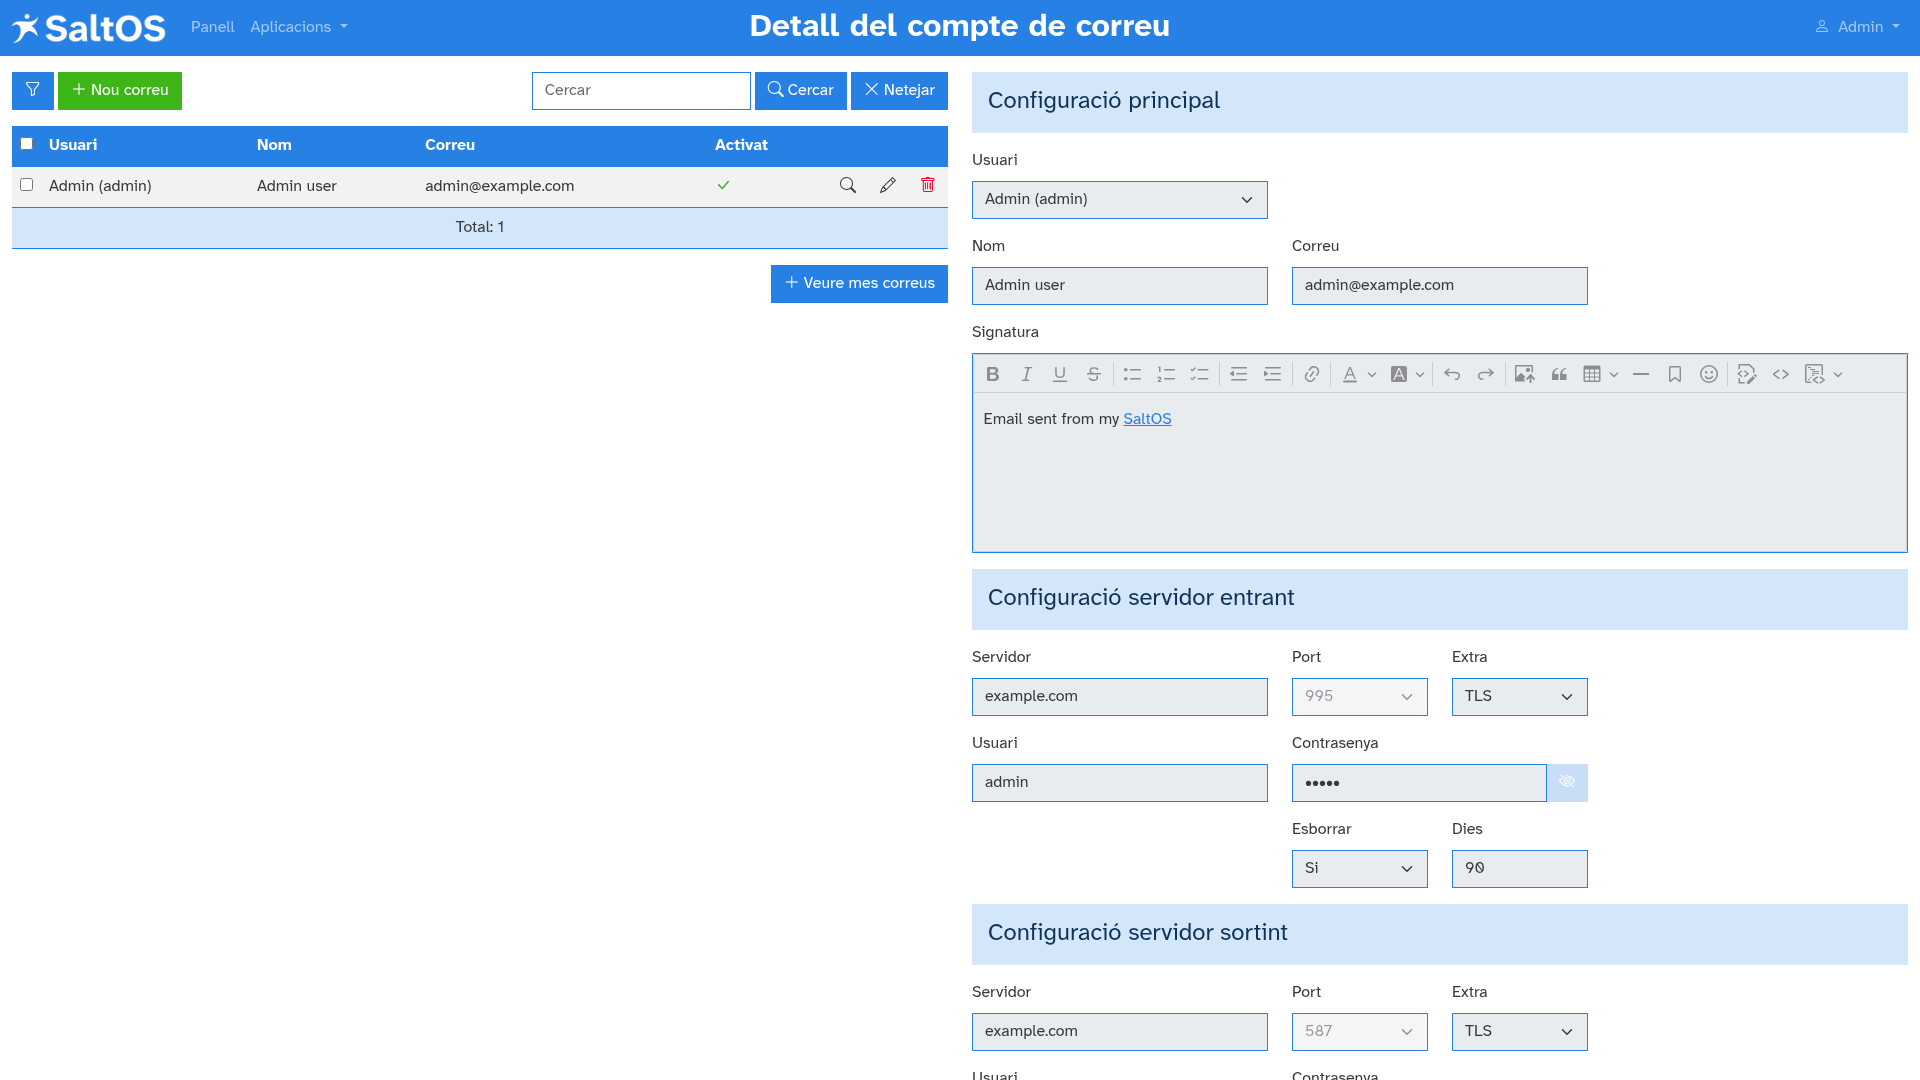 SaltOS Panell Aplicacions Detall del compte de correu Admin
Nou correu Cercar Cercar Netejar
Usuari Nom Correu Activat
Admin (admin) Admin user admin@example.com
Total: 1
Veure mes correus
Configuració principal
Usuari
Admin (admin)
Nom Correu
Admin user admin@example.com
Signatura
Email sent from my SaltOS
Configuració servidor entrant
Servidor Port Extra
example.com 995 TLS
Usuari Contrasenya
admin •••••
Esborrar Dies
Si 90
Configuració servidor sortint
Servidor Port Extra
example.com 587 TLS
Usuari Contrasenya